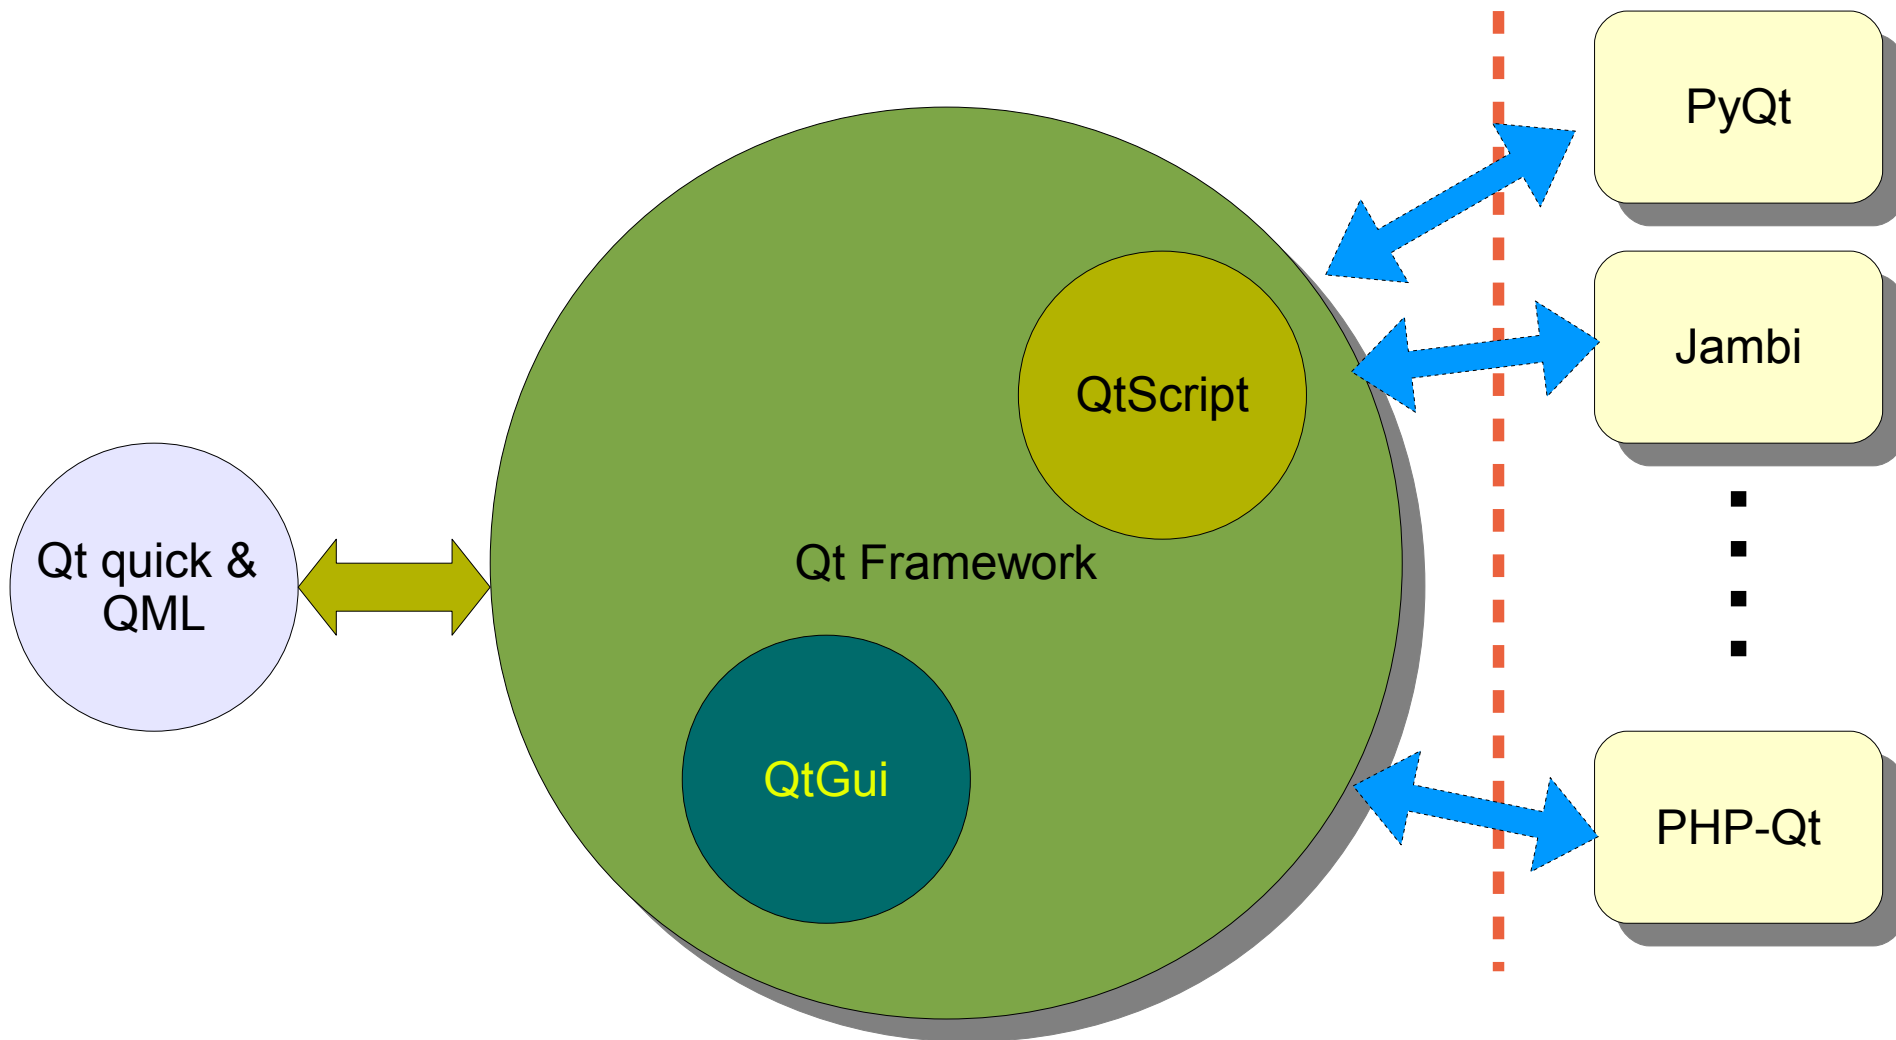 PyQt
Jambi
QtScript
Qt quick &
QML
Qt Framework
QtGui
PHP-Qt